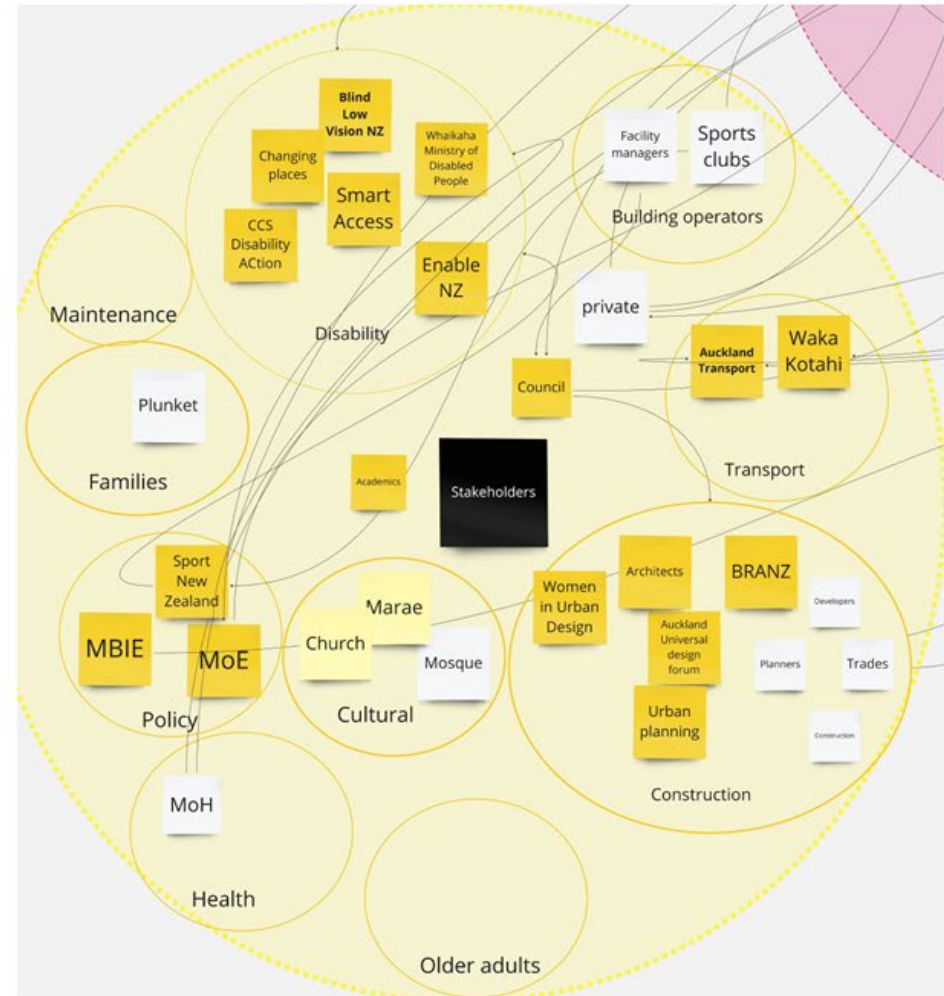 Blind
Low
Vision NZ
Changing
places
Whaikaha
Ministry of
Disabled
People
Smart
Access
CCS
Disability
ACtion
Enable
NZ
Disability
Facility
managers
Sports
clubs
Building operators
Maintenance
private
Auckland
Transport
Waka
Kotahi
Transport
Council
Plunket
Families
Academics
Stakeholders
Sport
New
Zealand
MBIE
MoE
Policy
Marae
Church
Mosque
Cultural
Women
in Urban
Design
Architects
BRANZ
Developers
Auckland
Universal
design
forum
Planners
Trades
Urban
planning
Construction
Construction
MoH
Health
Older adults